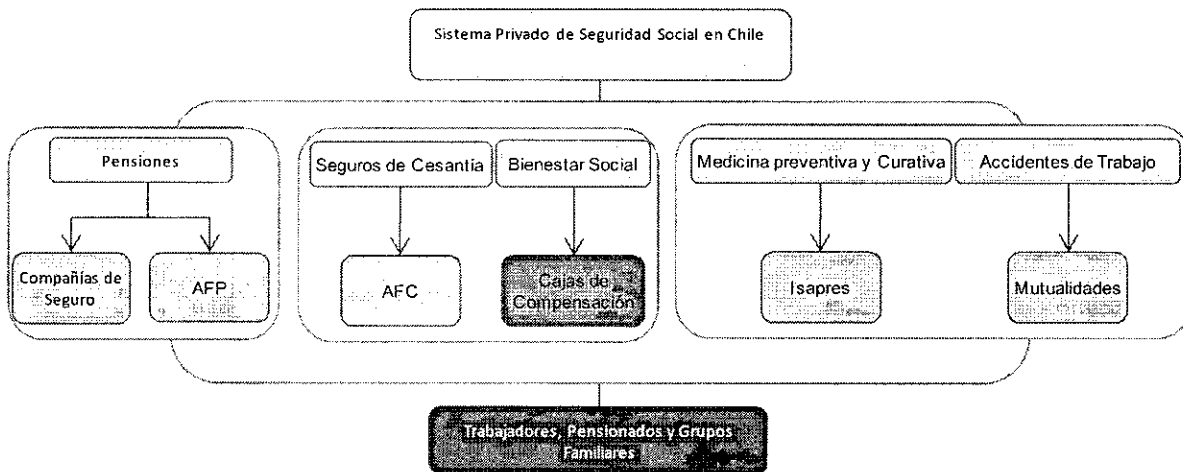 Sistema Privado de Seguridad Social en Chile
Pensiones
Seguros de Cesantía
Bienestar Social
Medicina preventiva y Curativa
Accidentes de Trabajo
Compañías de
Seguro
AFP
AFC
Cajas de
Compensación
Isapres
Mutualidades
Trabajadores, Pensionados y Grupos
Familiares